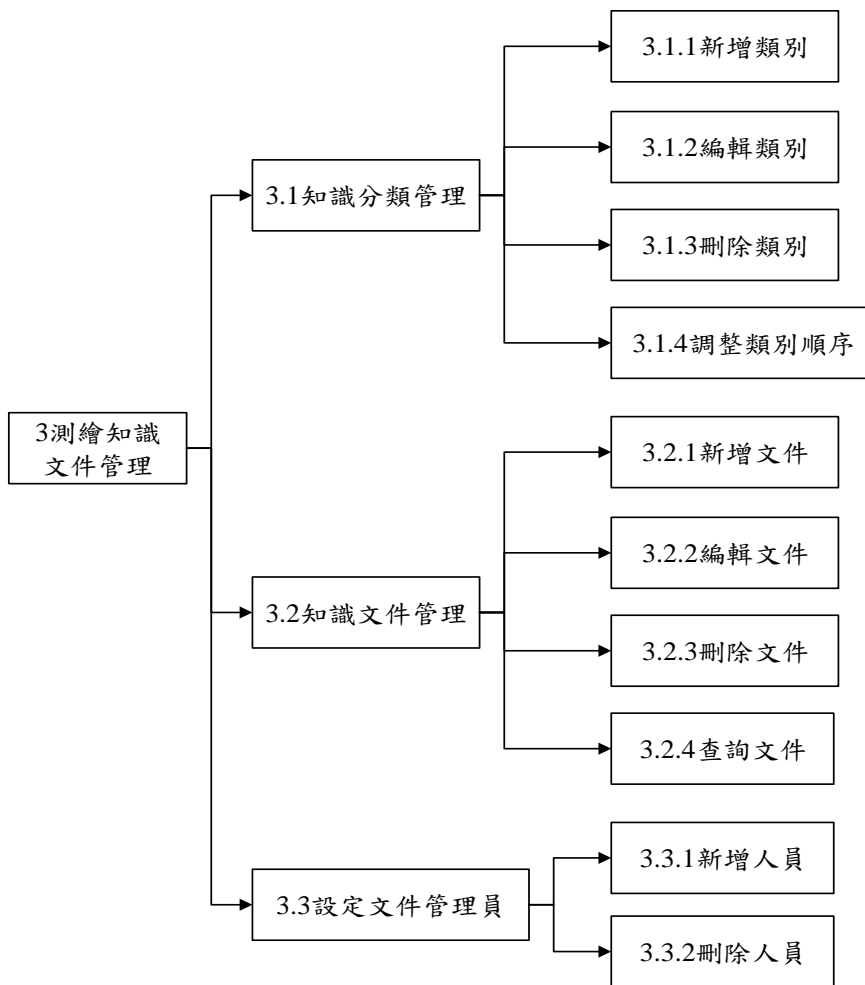 3測繪知識
文件管理
3.1知識分類管理
3.1.1新增類別
3.1.2編輯類別
3.1.3刪除類別
3.1.4調整類別順序
3.2知識文件管理
3.2.1新增文件
3.2.2編輯文件
3.2.3刪除文件
3.2.4查詢文件
3.3設定文件管理員
3.3.1新增人員
3.3.2刪除人員